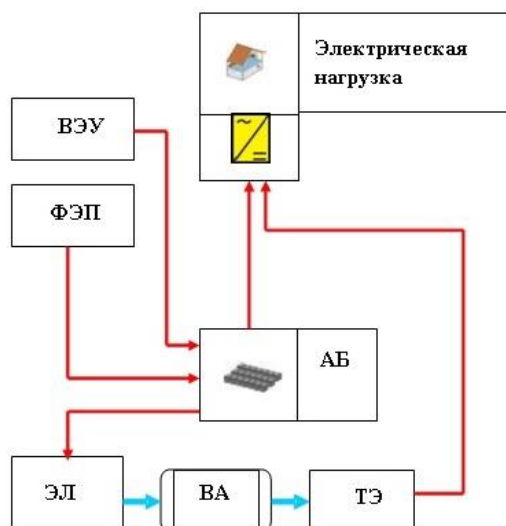 Электрическая
нагрузка
ВЭУ
ФЭП
АБ
ЭЛ
ВА
ТЭ